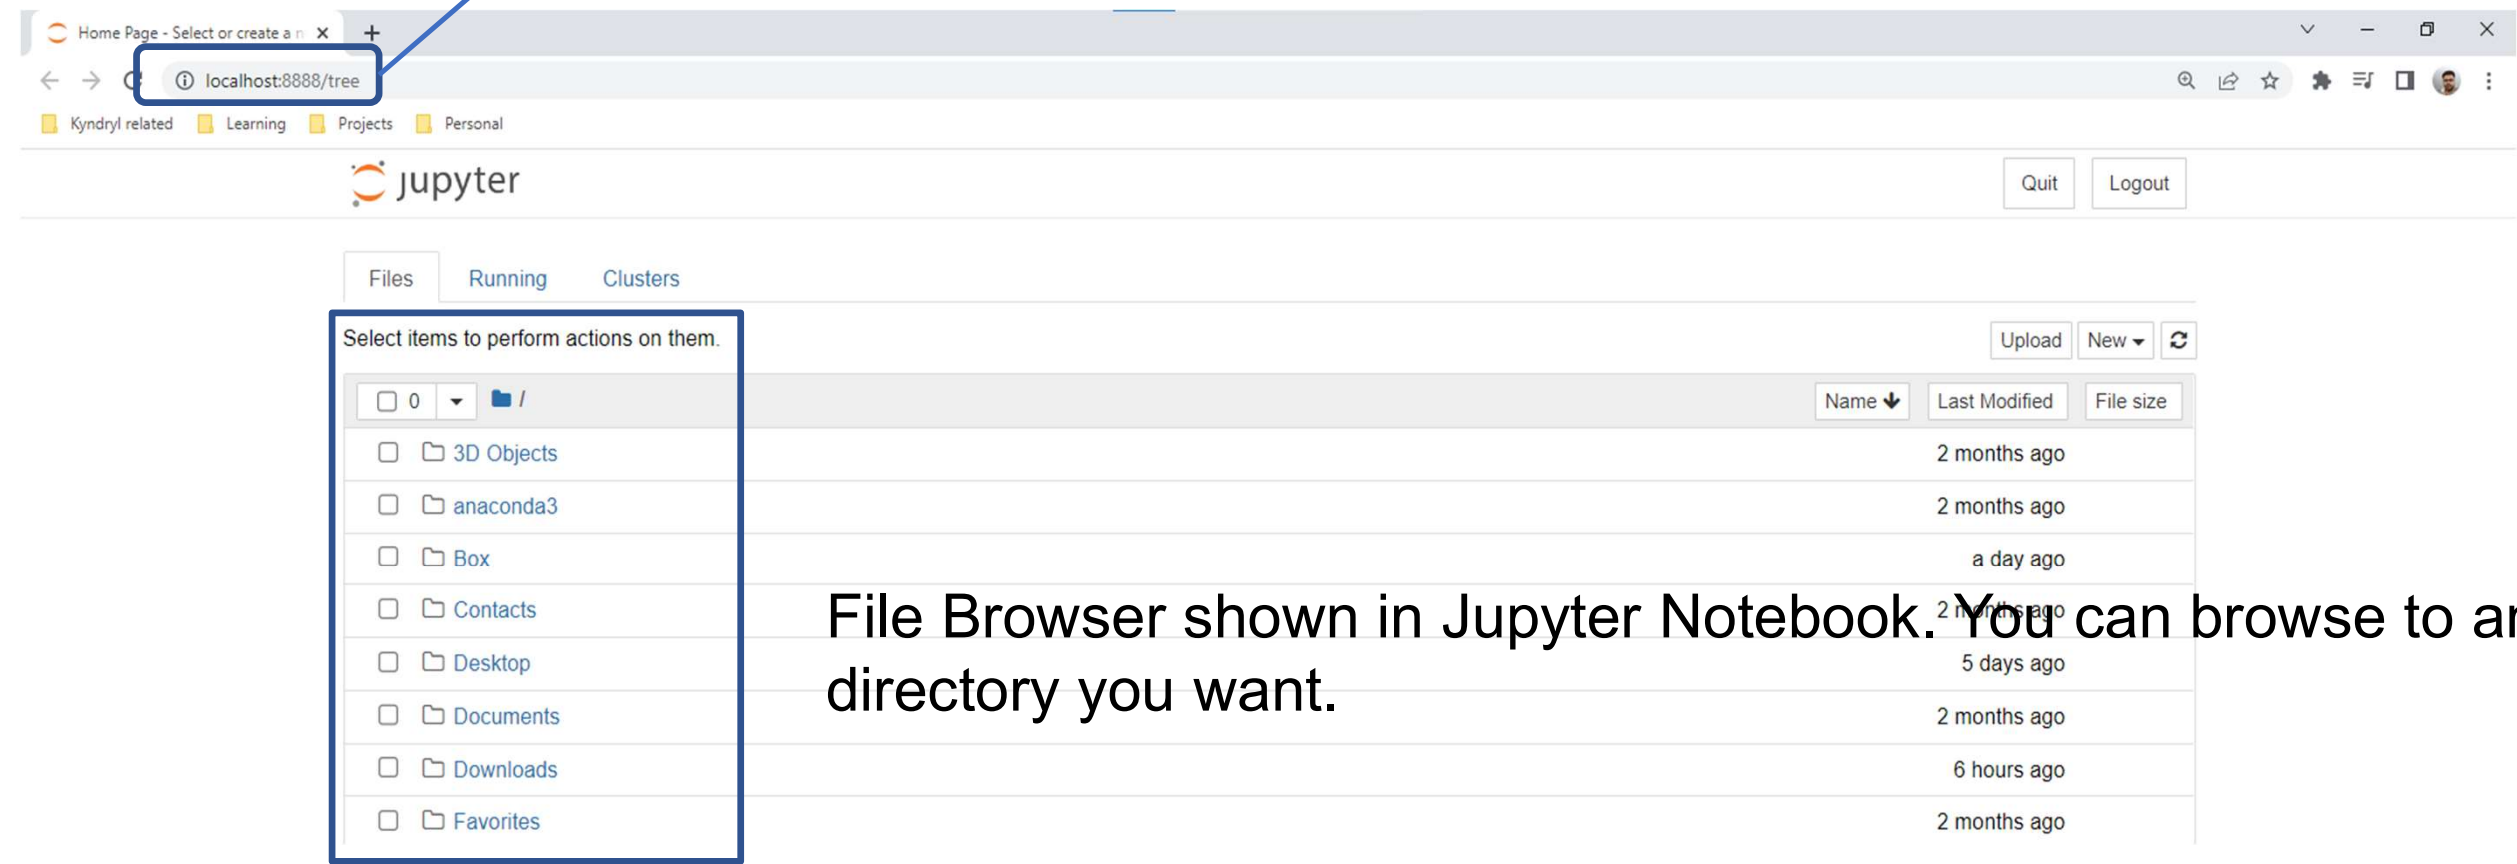 Home Page - Select or create a n
localhost:8888/tree
Kyndryl related Learning Projects Personal
jupyter Quit Logout
Files Running Clusters
Select items to perform actions on them. Upload New
0 / Name Last Modified File size
3D Objects 2 months ago
anaconda3 2 months ago
Box a day ago
Contacts 2 months ago
File Browser shown in Jupyter Notebook. You can browse to
Desktop 5 days ago
directory you want.
Documents 2 months ago
Downloads 6 hours ago
Favorites 2 months ago